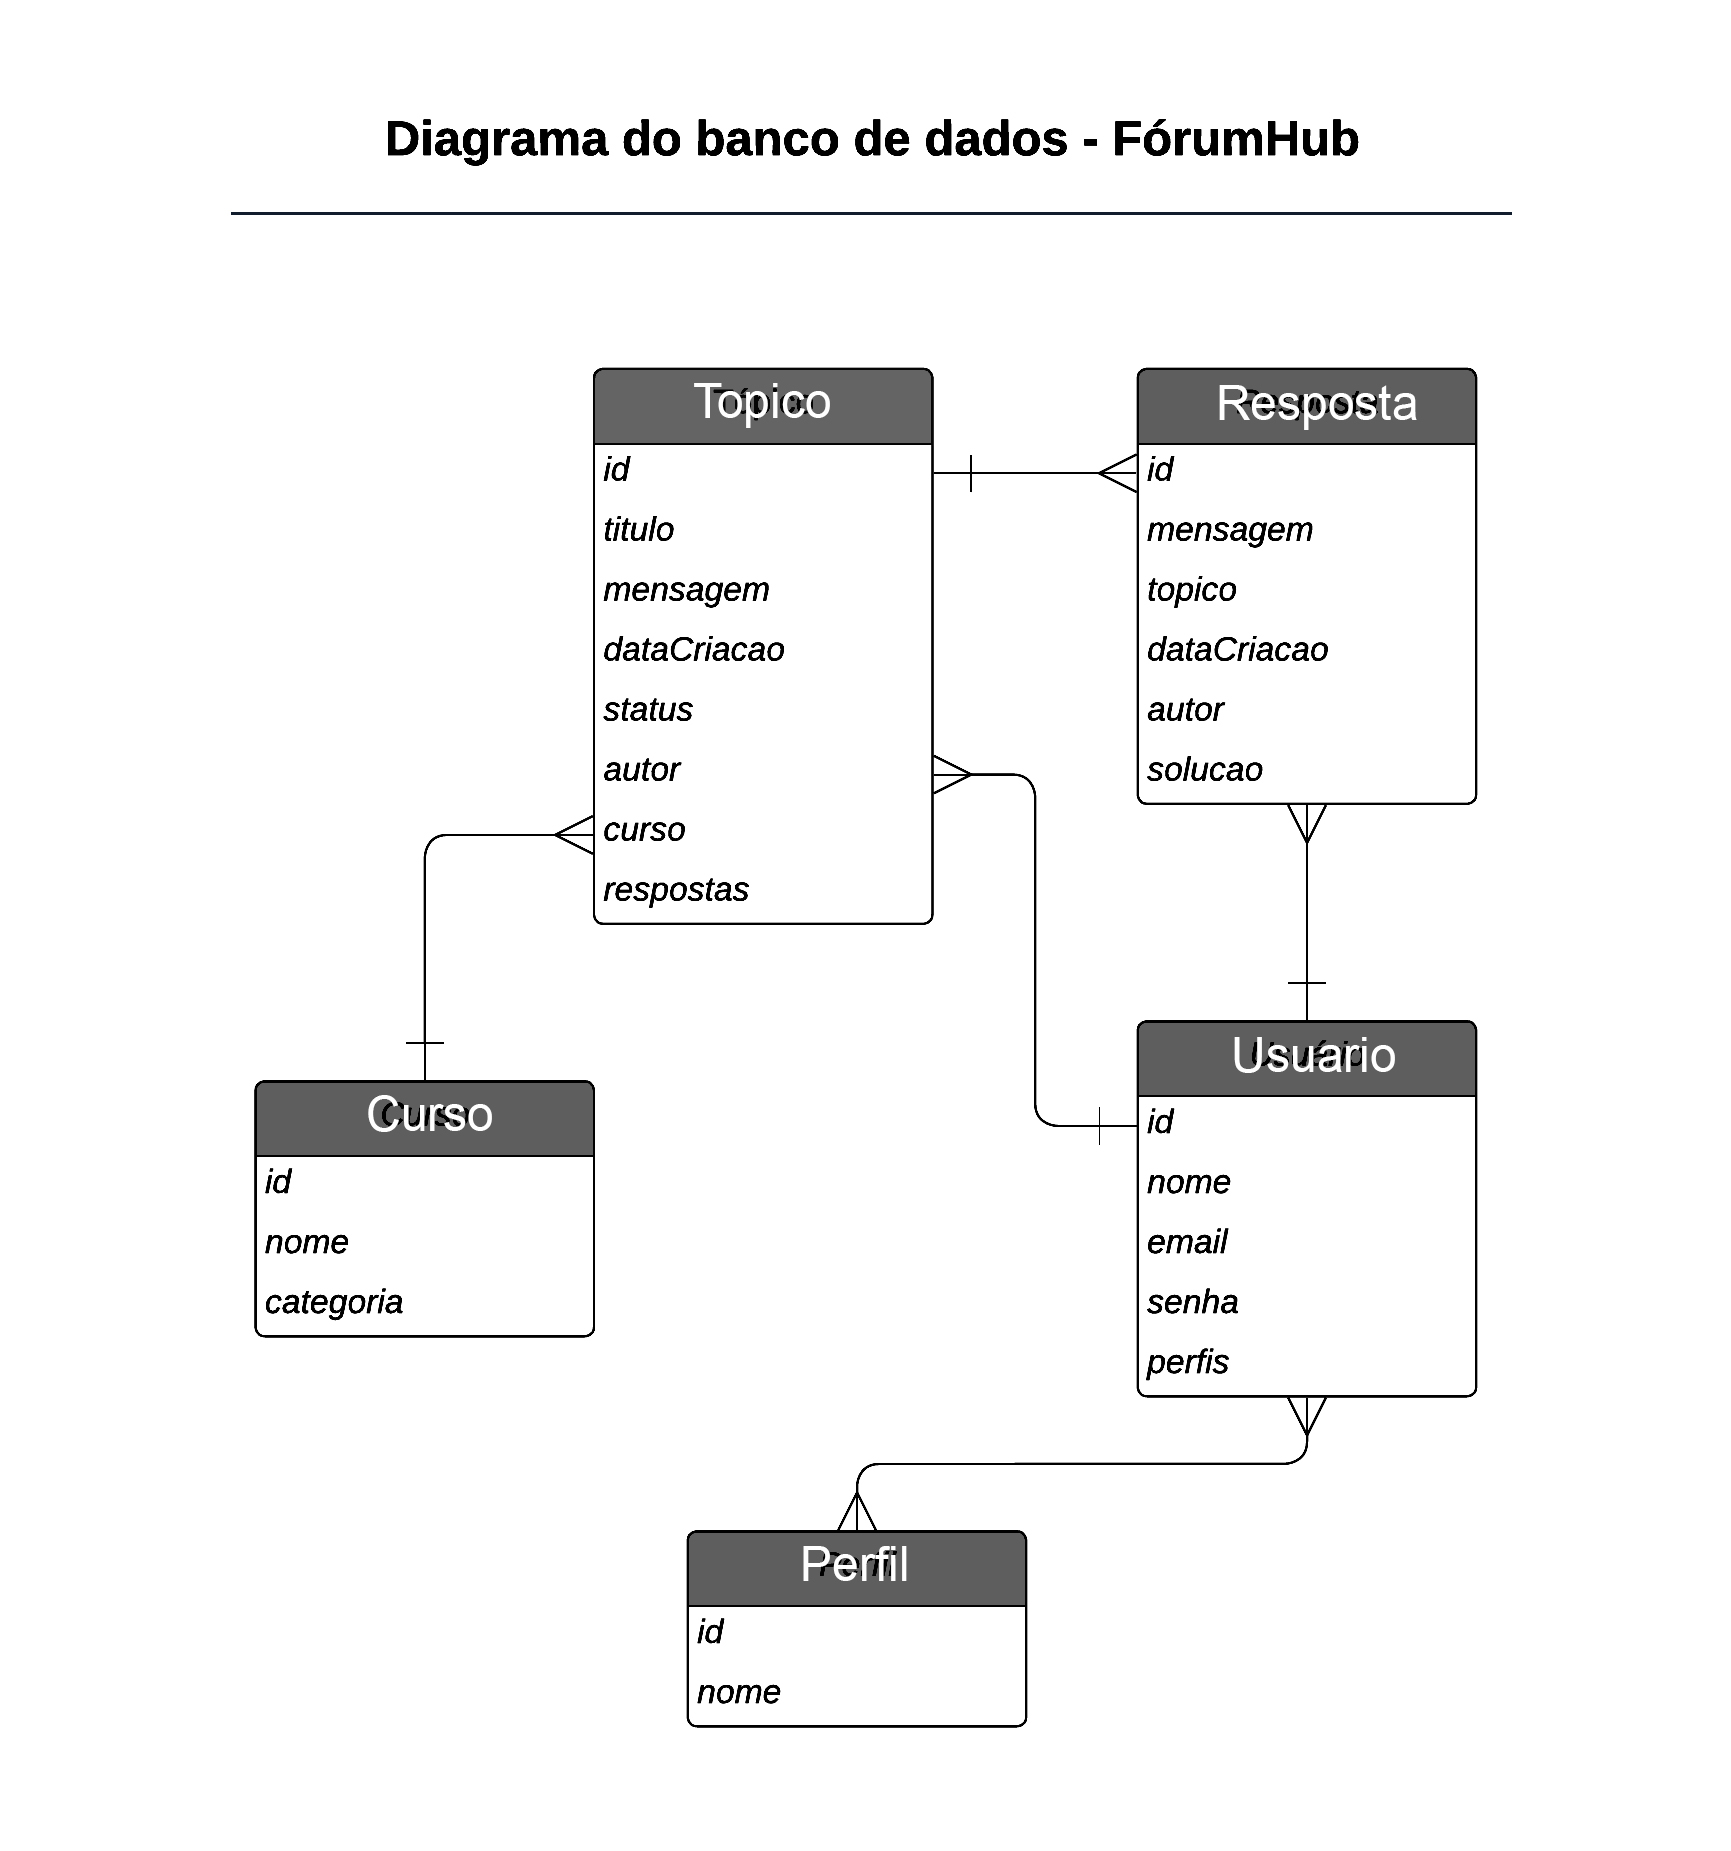 Diagrama do banco de dados - FórumHub
Topico
id
titulo
mensagem
dataCriacao
status
autor
curso
respostas
Resposta
id
mensagem
topico
dataCriacao
autor
solucao
Curso
id
nome
categoria
Usuario
id
nome
email
senha
perfis
Perfil
id
nome